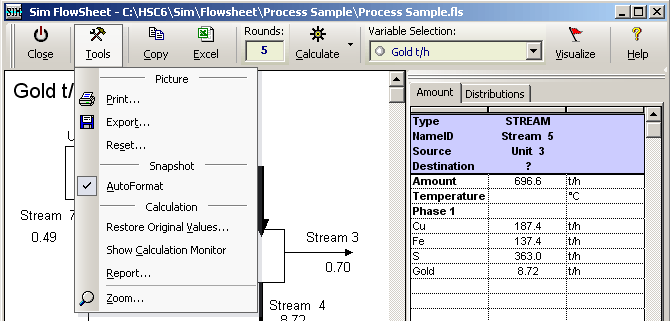 Sim FlowSheet - C:\HSC6\Sim\Flowsheet\Process Sample\Process Sample.fls
Close
Tools
Copy
Excel
Rounds:
5
Calculate
Variable Selection:
Gold t/h
Visualize
Help
Gold t/
Picture
Print...
Export...
Reset...
Snapshot
AutoFormat
Calculation
Restore Original Values...
Show Calculation Monitor
Report...
Zoom...
U
Stream 7
0.49
Stream 3
0.70
Stream 4
8.72
Amount
Distributions
Type STREAM
NameID Stream 5
Source Unit 3
Destination ?
Amount 696.6 t/h
Temperature °C
Phase 1
Cu 187.4 t/h
Fe 137.4 t/h
S 363.0 t/h
Gold 8.72 t/h